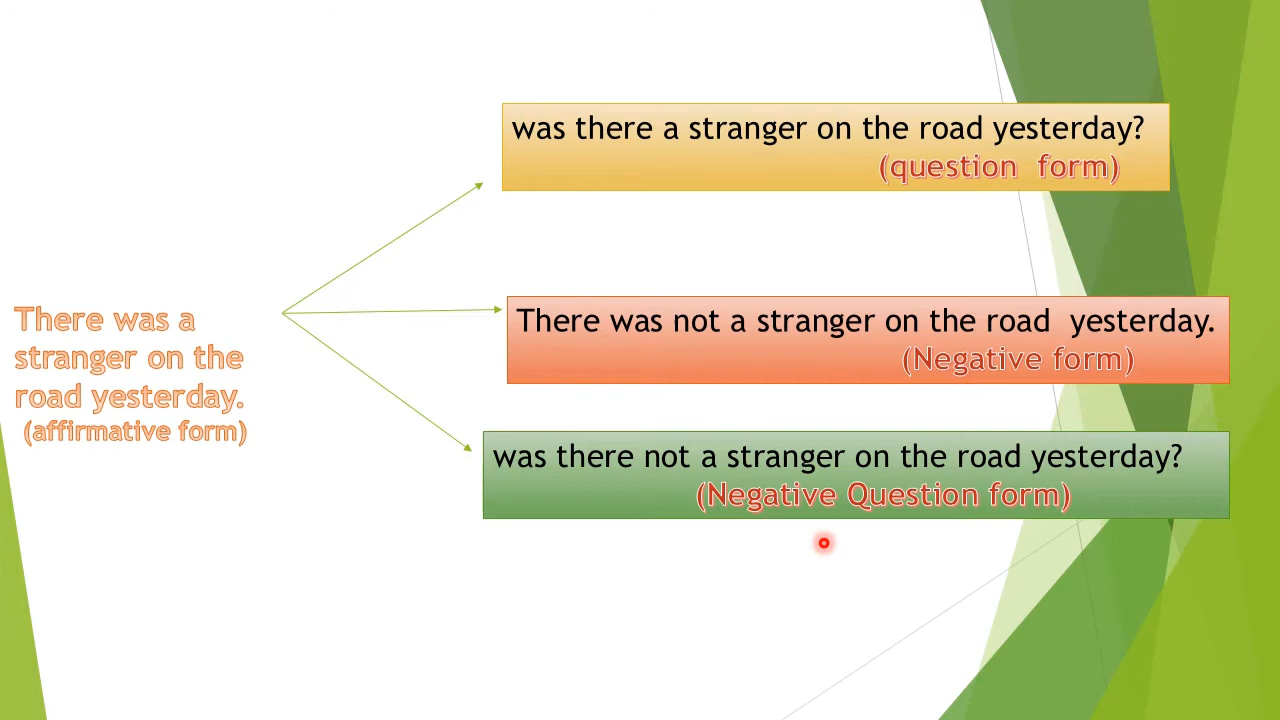 was there a stranger on the road yesterday?
(question form)
There was a
stranger on the
road yesterday.
(affirmative form)
There was not a stranger on the road yesterday.
(Negative form)
was there not a stranger on the road yesterday?
(Negative Question form)